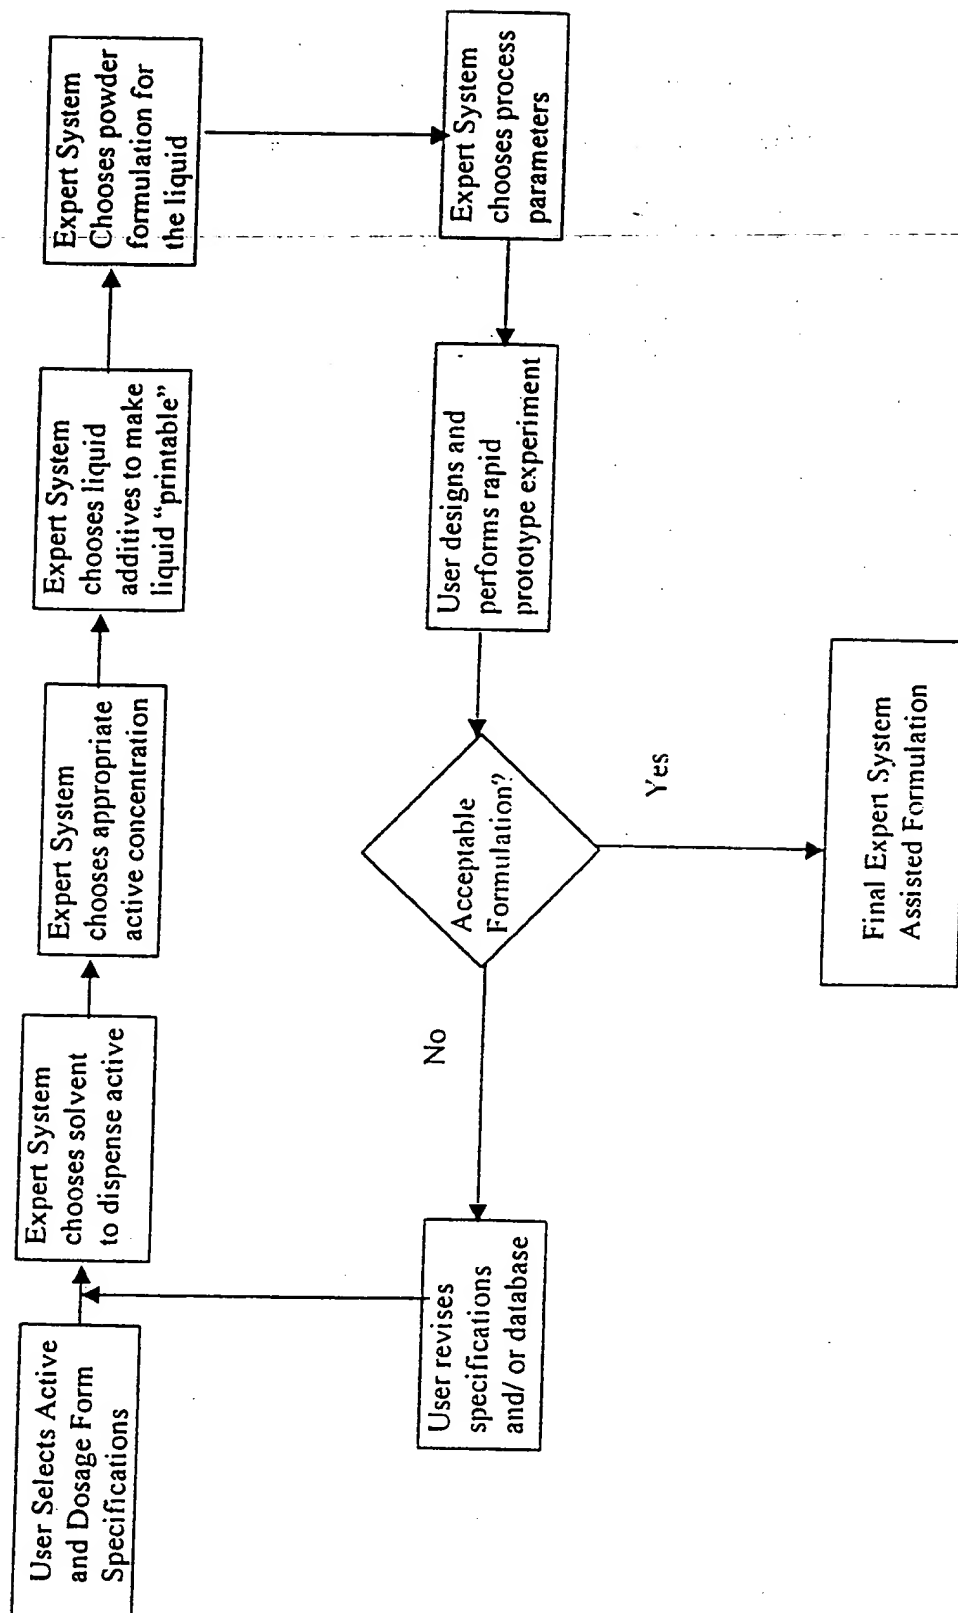 User Selects Active
and Dosage Form
Specifications
Expert System
chooses solvent
to dispense active
Expert System
chooses appropriate
active concentration
Expert System
chooses liquid
additives to make
liquid “printable”
Expert System
Chooses powder
formulation for
the liquid
Expert System
chooses process
parameters
User designs and
performs rapid
prototype experiment
Acceptable
Formulation?
No
Yes
User revises
specifications
and/ or database
Final Expert System
Assisted Formulation